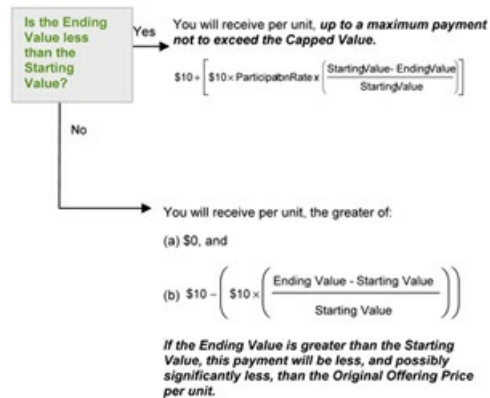 Is the Ending
Value less
than the
Starting
Value?
Yes
You will receive per unit, up to a maximum payment
not to exceed the Capped Value.
$10 + [ $10 × ParticipatonRate x ( StartingValue- EndingValue / StartingValue ) ]
No
You will receive per unit, the greater of:
(a) $0, and
(b) $10 – ( $10 × ( Ending Value - Starting Value / Starting Value ) )
If the Ending Value is greater than the Starting
Value, this payment will be less, and possibly
significantly less, than the Original Offering Price
per unit.